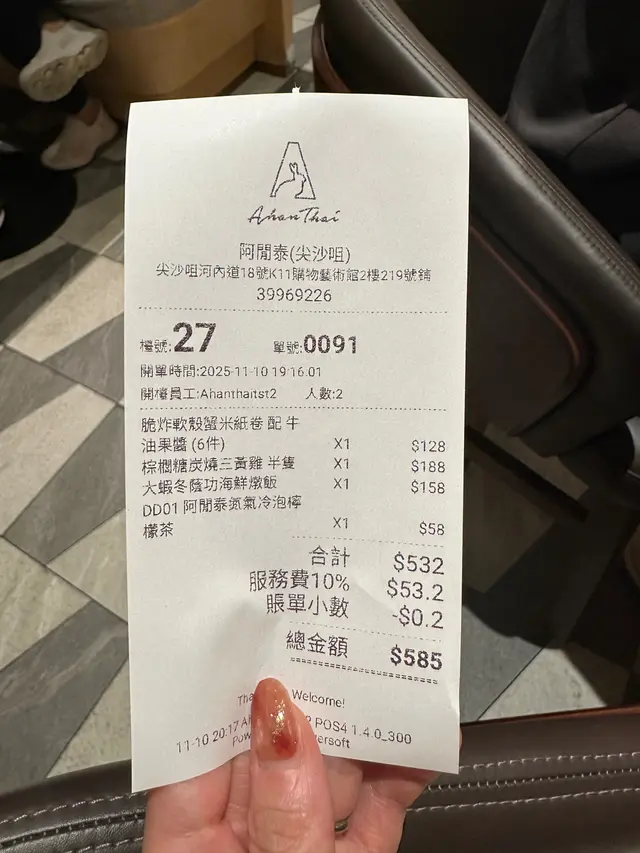 A
Ahan Thai
阿閒泰(尖沙咀)
尖沙咀河內道18號K11購物藝術館2樓219號鋪
39969226
檯號:27 單號:0091
開單時間:2025-11-10 19:16:01
開檯員工:Ahanthaitst2 人數:2
脆炸軟殼蟹米紙卷 配 牛
油果醬 (6件) X1 $128
棕櫚糖炭燒三黃雞 半隻 X1 $188
大蝦冬蔭功海鮮燉飯 X1 $158
DD01 阿閒泰氮氣冷泡檸
檬茶 X1 $58
合計 $532
服務費10% $53.2
賬單小數 -$0.2
總金額 $585
Welcome!
11-10 20:17 POS4 1.4.0_300